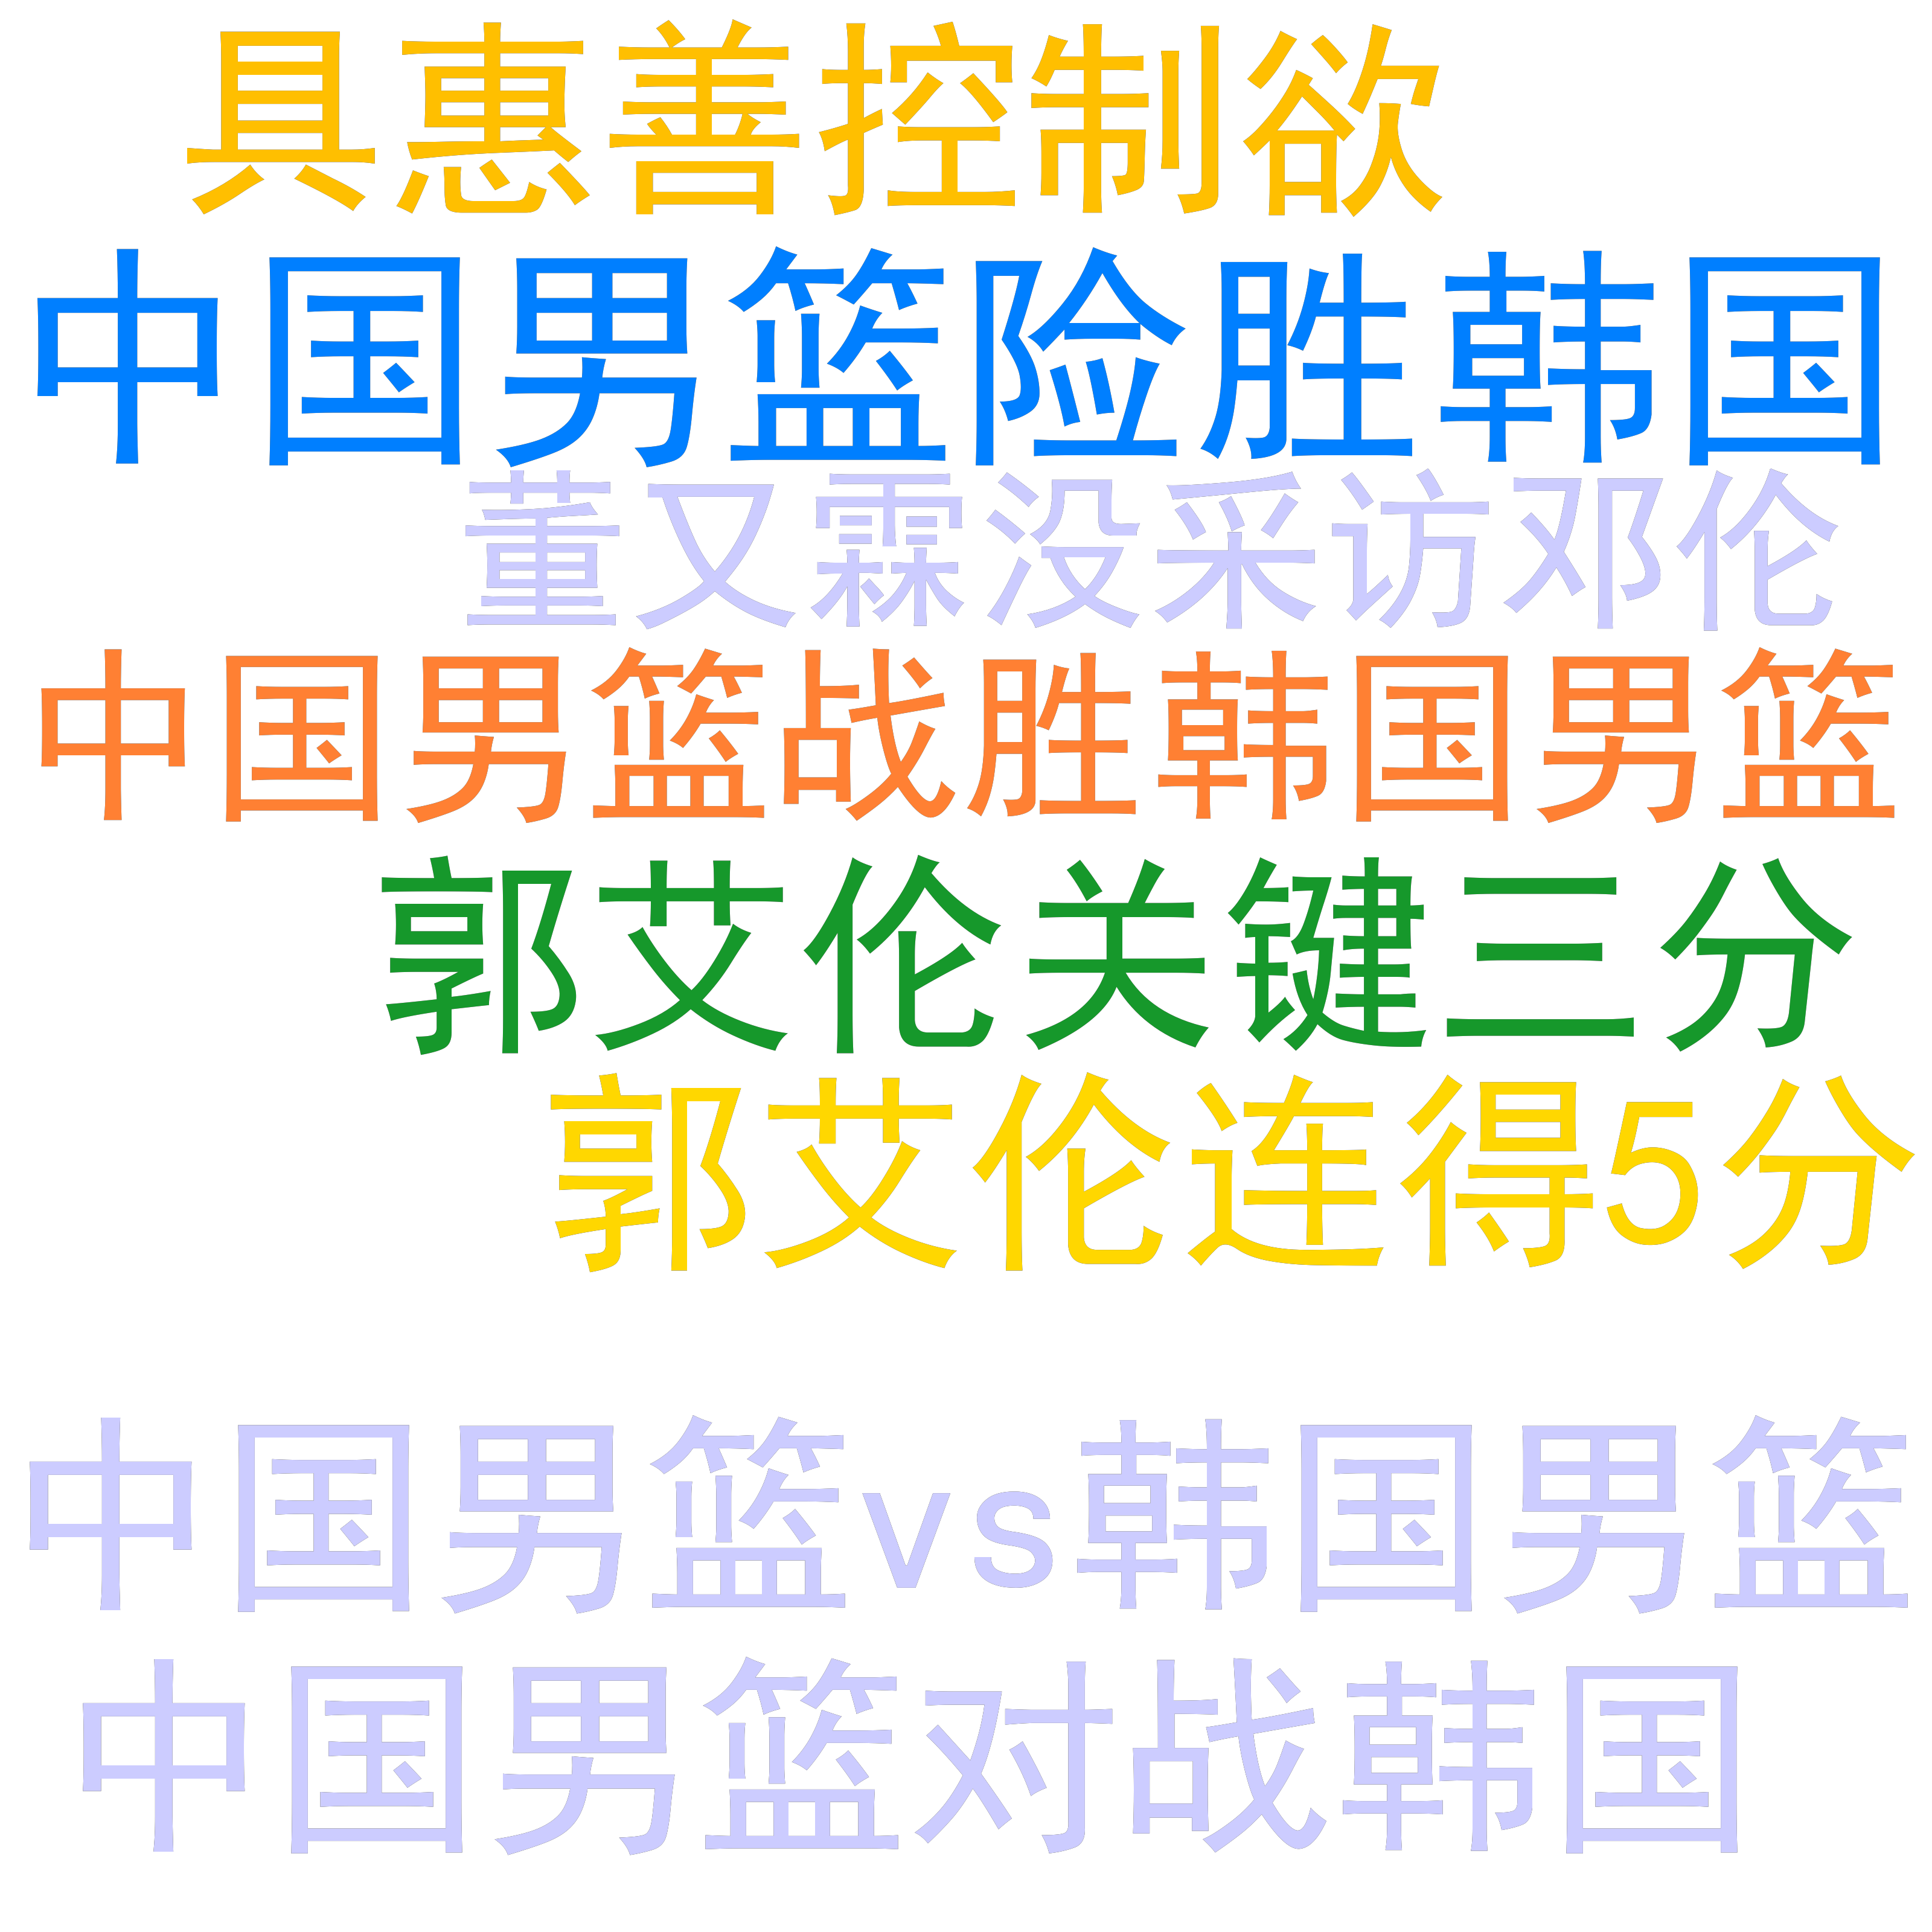 具惠善控制欲
中国男篮险胜韩国
董又霖没采访邓伦
中国男篮战胜韩国男篮
郭艾伦关键三分
郭艾伦连得5分
中国男篮vs韩国男篮
中国男篮对战韩国